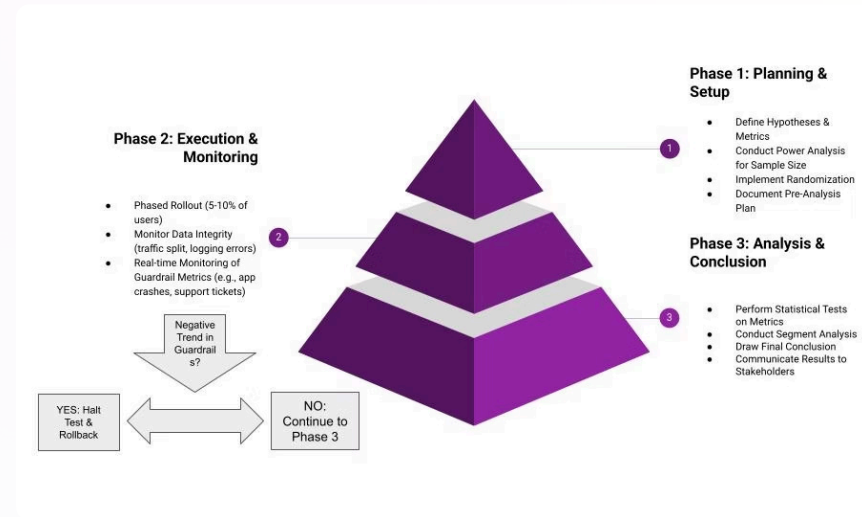 Phase 1: Planning &
Setup
● Define Hypotheses &
Metrics
● Conduct Power Analysis
for Sample Size
● Implement Randomization
● Document Pre-Analysis
Plan
1
Phase 2: Execution &
Monitoring
● Phased Rollout (5-10% of
users)
● Monitor Data Integrity
(traffic split, logging errors)
● Real-time Monitoring of
Guardrail Metrics (e.g., app
crashes, support tickets)
2
Negative
Trend in
Guardrail
s?
YES: Halt
Test &
Rollback
NO:
Continue to
Phase 3
Phase 3: Analysis &
Conclusion
● Perform Statistical Tests
on Metrics
● Conduct Segment Analysis
● Draw Final Conclusion
● Communicate Results to
Stakeholders
3